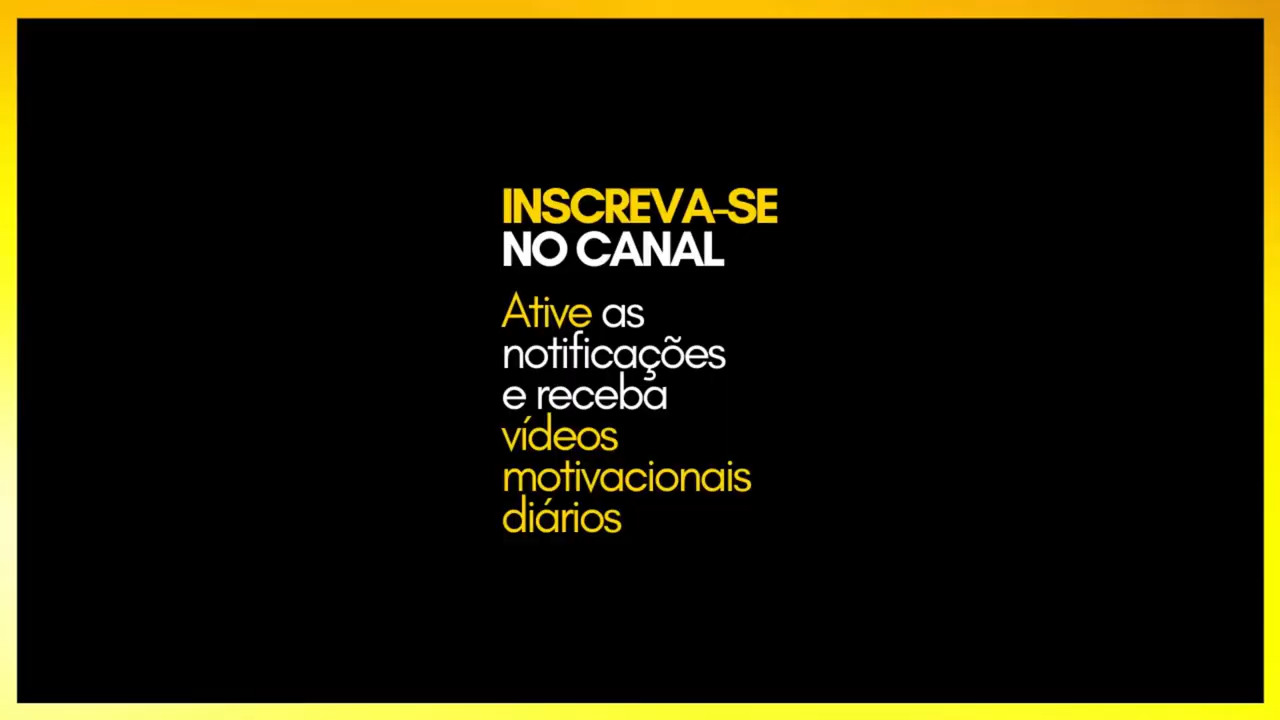 INSCREVA-SE
NO CANAL
Ative as
notificações
e receba
vídeos
motivacionais
diários